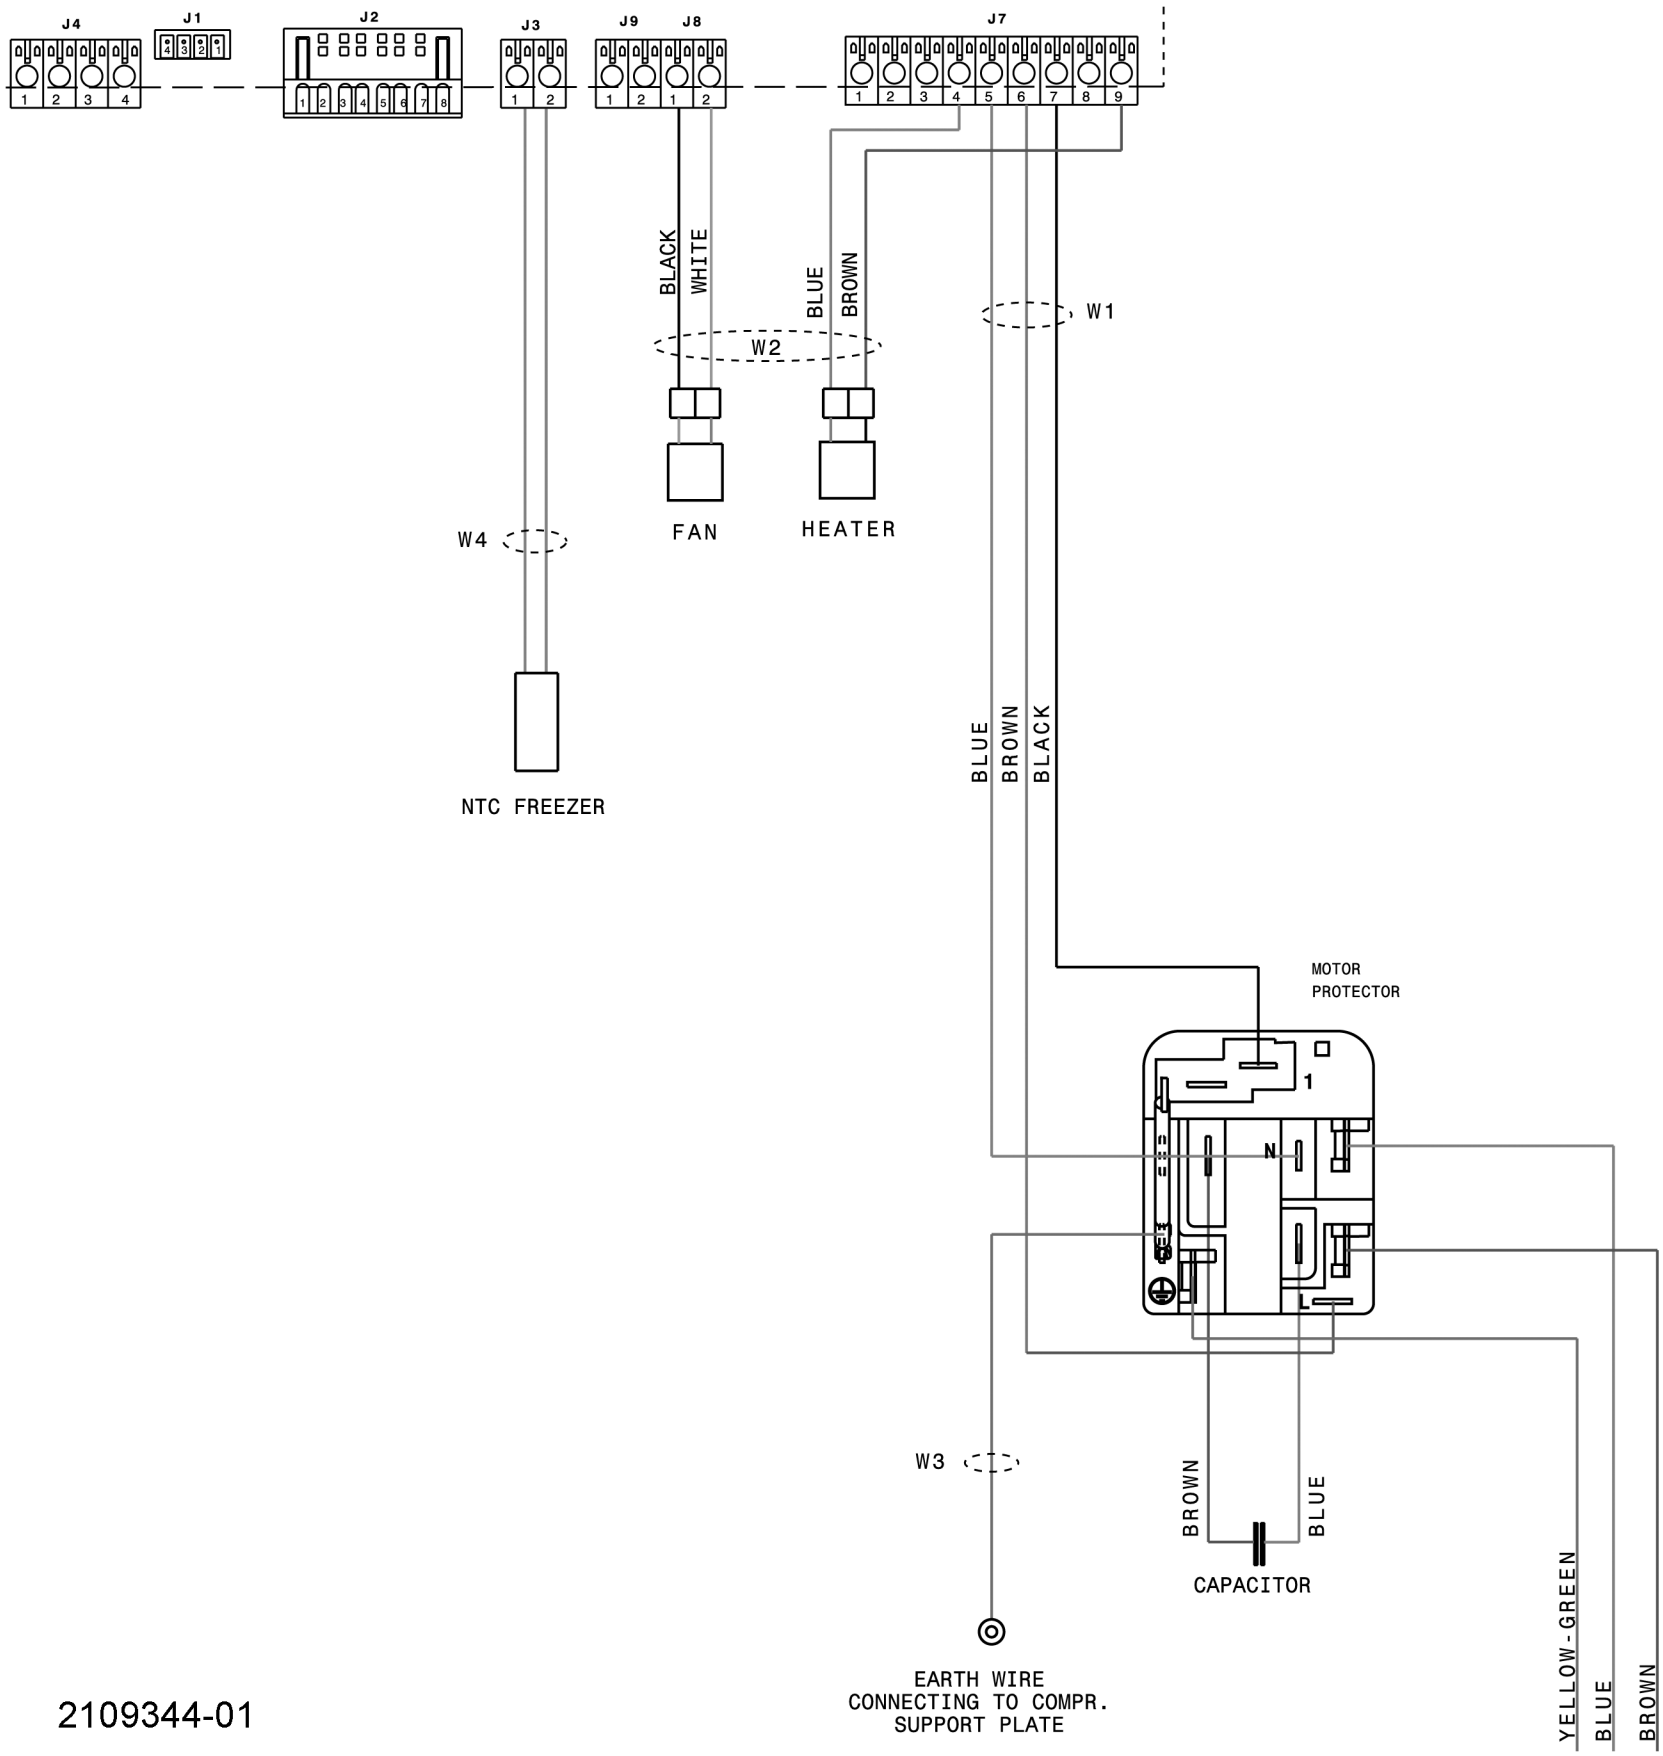 J4
J1
J2
J3
J9
J8
J7
4 3 2 1
1 2 3 4
1 2 3 4 5 6 7 8
1 2
1 2 1 2
1 2 3 4 5 6 7 8 9
BLACK
WHITE
BLUE
BROWN
W1
W2
FAN
HEATER
W4
BLUE
BROWN
BLACK
NTC FREEZER
MOTOR
PROTECTOR
1
N
L
W3
BROWN
BLUE
CAPACITOR
YELLOW-GREEN
BLUE
BROWN
EARTH WIRE
CONNECTING TO COMPR.
SUPPORT PLATE
2109344-01